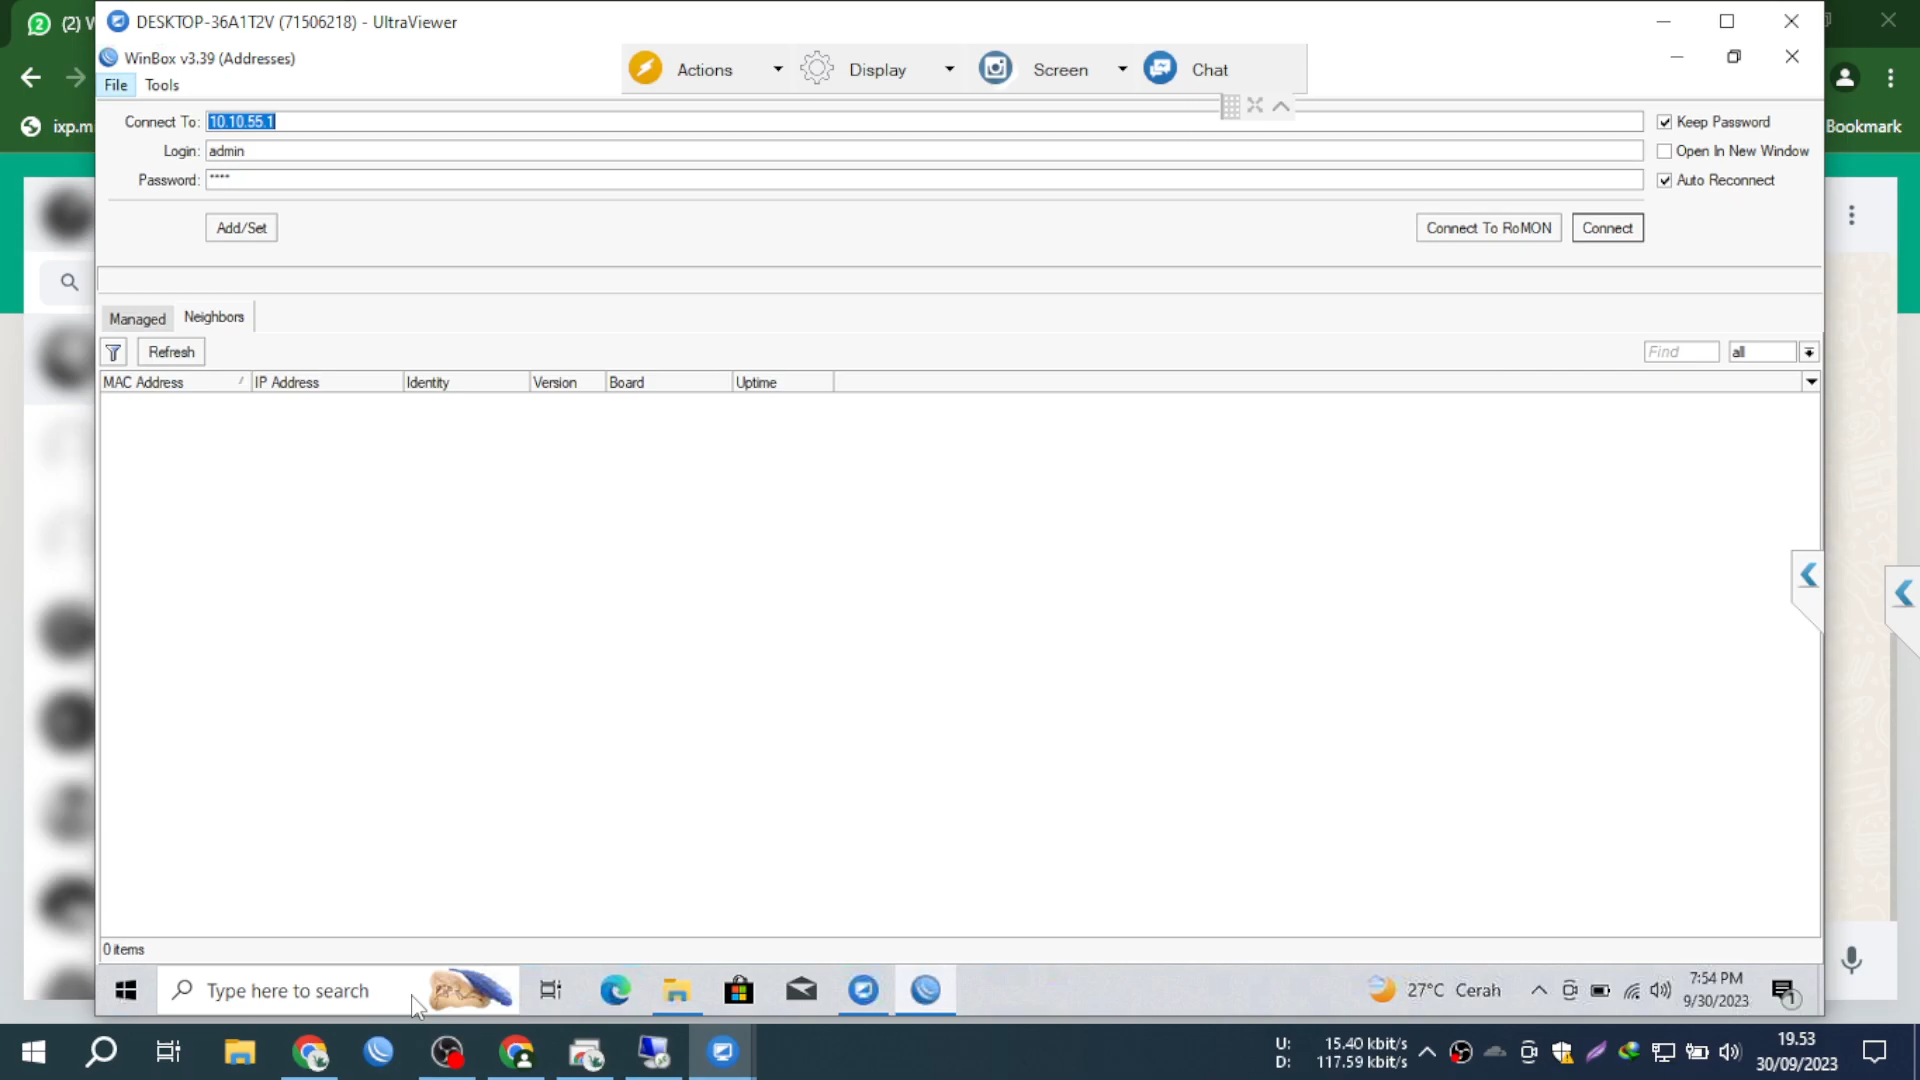 (2) W
DESKTOP-36A1T2V (71506218) - UltraViewer
WinBox v3.39 (Addresses)
Actions
Display
Screen
Chat
File
Tools
ixp.m
Bookmark
Connect To:
10.10.55.1
Keep Password
Login:
admin
Open In New Window
Password:
****
Auto Reconnect
Add/Set
Connect To RoMON
Connect
Managed
Neighbors
Refresh
Find
all
MAC Address
IP Address
Identity
Version
Board
Uptime
0 items
Type here to search
27°C Cerah
7:54 PM
9/30/2023
1
U: 15.40 kbit/s
D: 117.59 kbit/s
19.53
30/09/2023